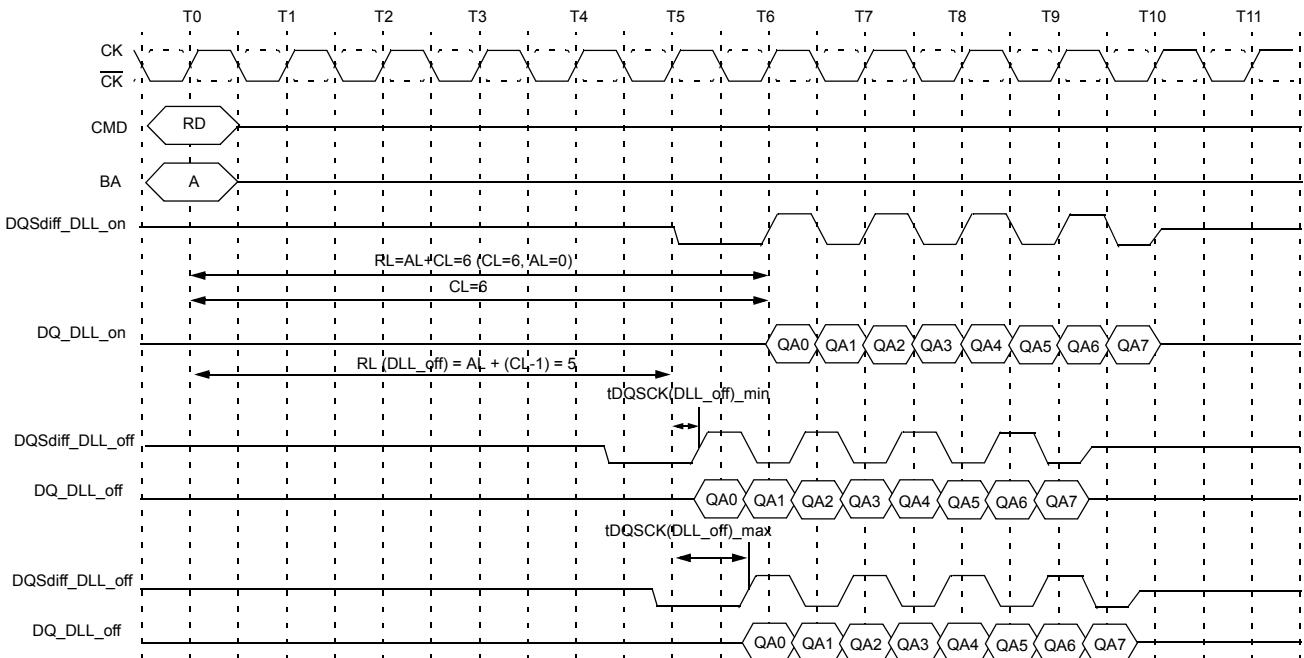 T0 T1 T2 T3 T4 T5 T6 T7 T8 T9 T10 T11
CK
CK
CMD RD
BA A
DQSdiff_DLL_on
RL=AL+CL=6 (CL=6, AL=0)
CL=6
DQ_DLL_on QA0 QA1 QA2 QA3 QA4 QA5 QA6 QA7
RL (DLL_off) = AL + (CL-1) = 5
tDQSCK(DLL_off)_min
DQSdiff_DLL_off
DQ_DLL_off QA0 QA1 QA2 QA3 QA4 QA5 QA6 QA7
tDQSCK(DLL_off)_max
DQSdiff_DLL_off
DQ_DLL_off QA0 QA1 QA2 QA3 QA4 QA5 QA6 QA7